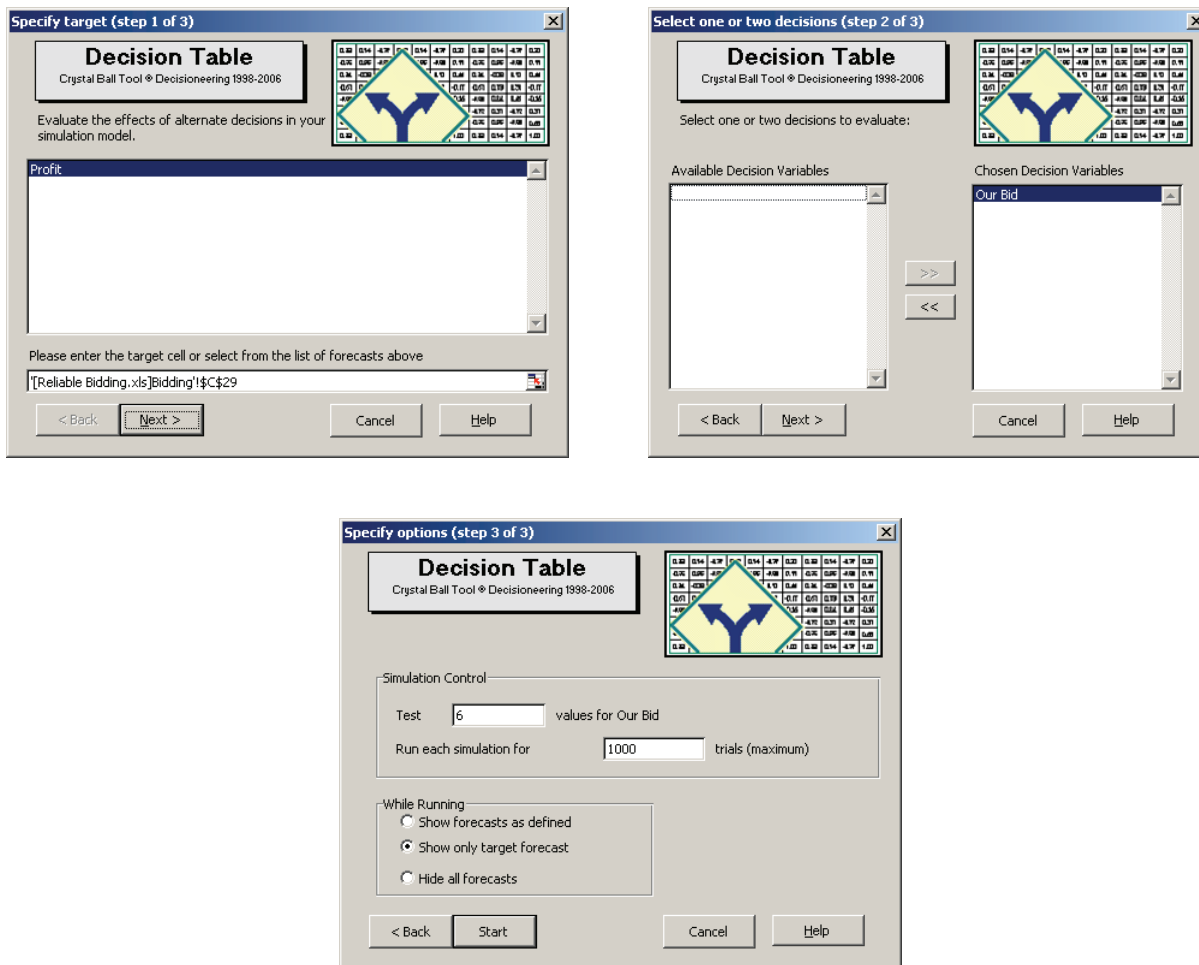 Specify target (step 1 of 3)
Decision Table
Crystal Ball Tool ® Decisioneering 1998-2006
Evaluate the effects of alternate decisions in your
simulation model.
Profit
Please enter the target cell or select from the list of forecasts above
'[Reliable Bidding.xls]Bidding'!$C$29
< Back
Next >
Cancel
Help
Select one or two decisions (step 2 of 3)
Decision Table
Crystal Ball Tool ® Decisioneering 1998-2006
Select one or two decisions to evaluate:
Available Decision Variables
Chosen Decision Variables
Our Bid
>>
<<
< Back
Next >
Cancel
Help
Specify options (step 3 of 3)
Decision Table
Crystal Ball Tool ® Decisioneering 1998-2006
Simulation Control
Test 6 values for Our Bid
Run each simulation for 1000 trials (maximum)
While Running
Show forecasts as defined
Show only target forecast
Hide all forecasts
< Back
Start
Cancel
Help